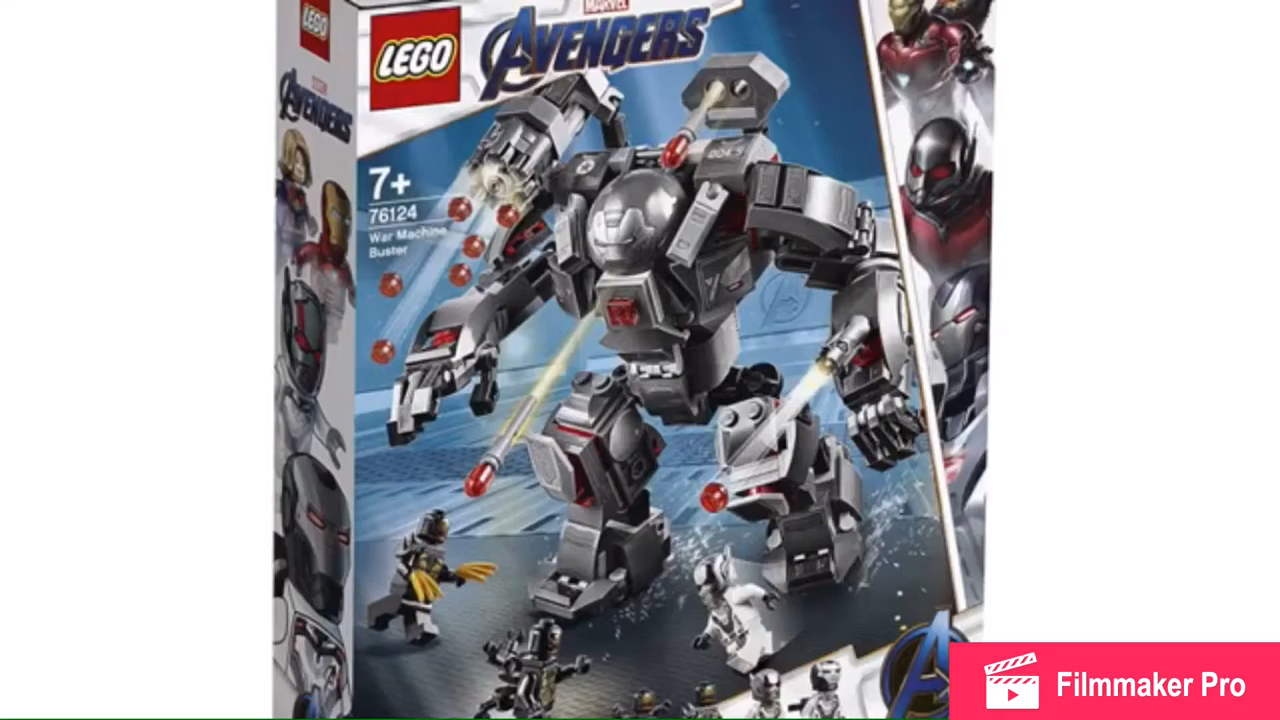 LEGO
MARVEL
AVENGERS
LEGO
AVENGERS
7+
76124
War Machine
Buster
Filmmaker Pro